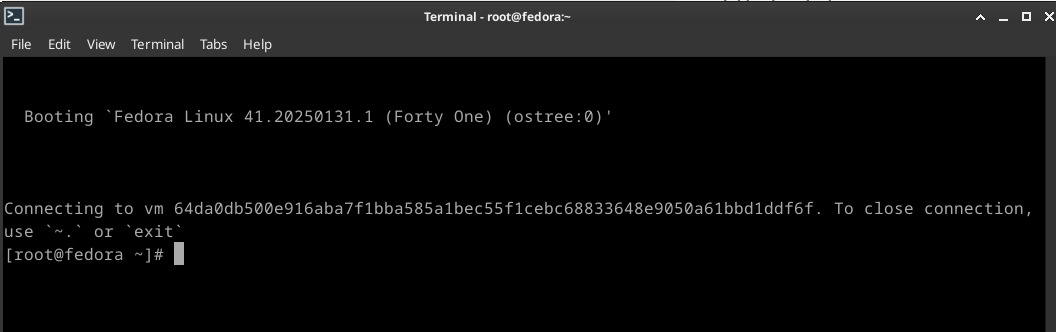 Terminal - root@fedora:~
File Edit View Terminal Tabs Help
Booting `Fedora Linux 41.20250131.1 (Forty One) (ostree:0)'
Connecting to vm 64da0db500e916aba7f1bba585a1bec55f1cebc68833648e9050a61bbd1ddf6f. To close connection,
use `~.` or `exit`
[root@fedora ~]#